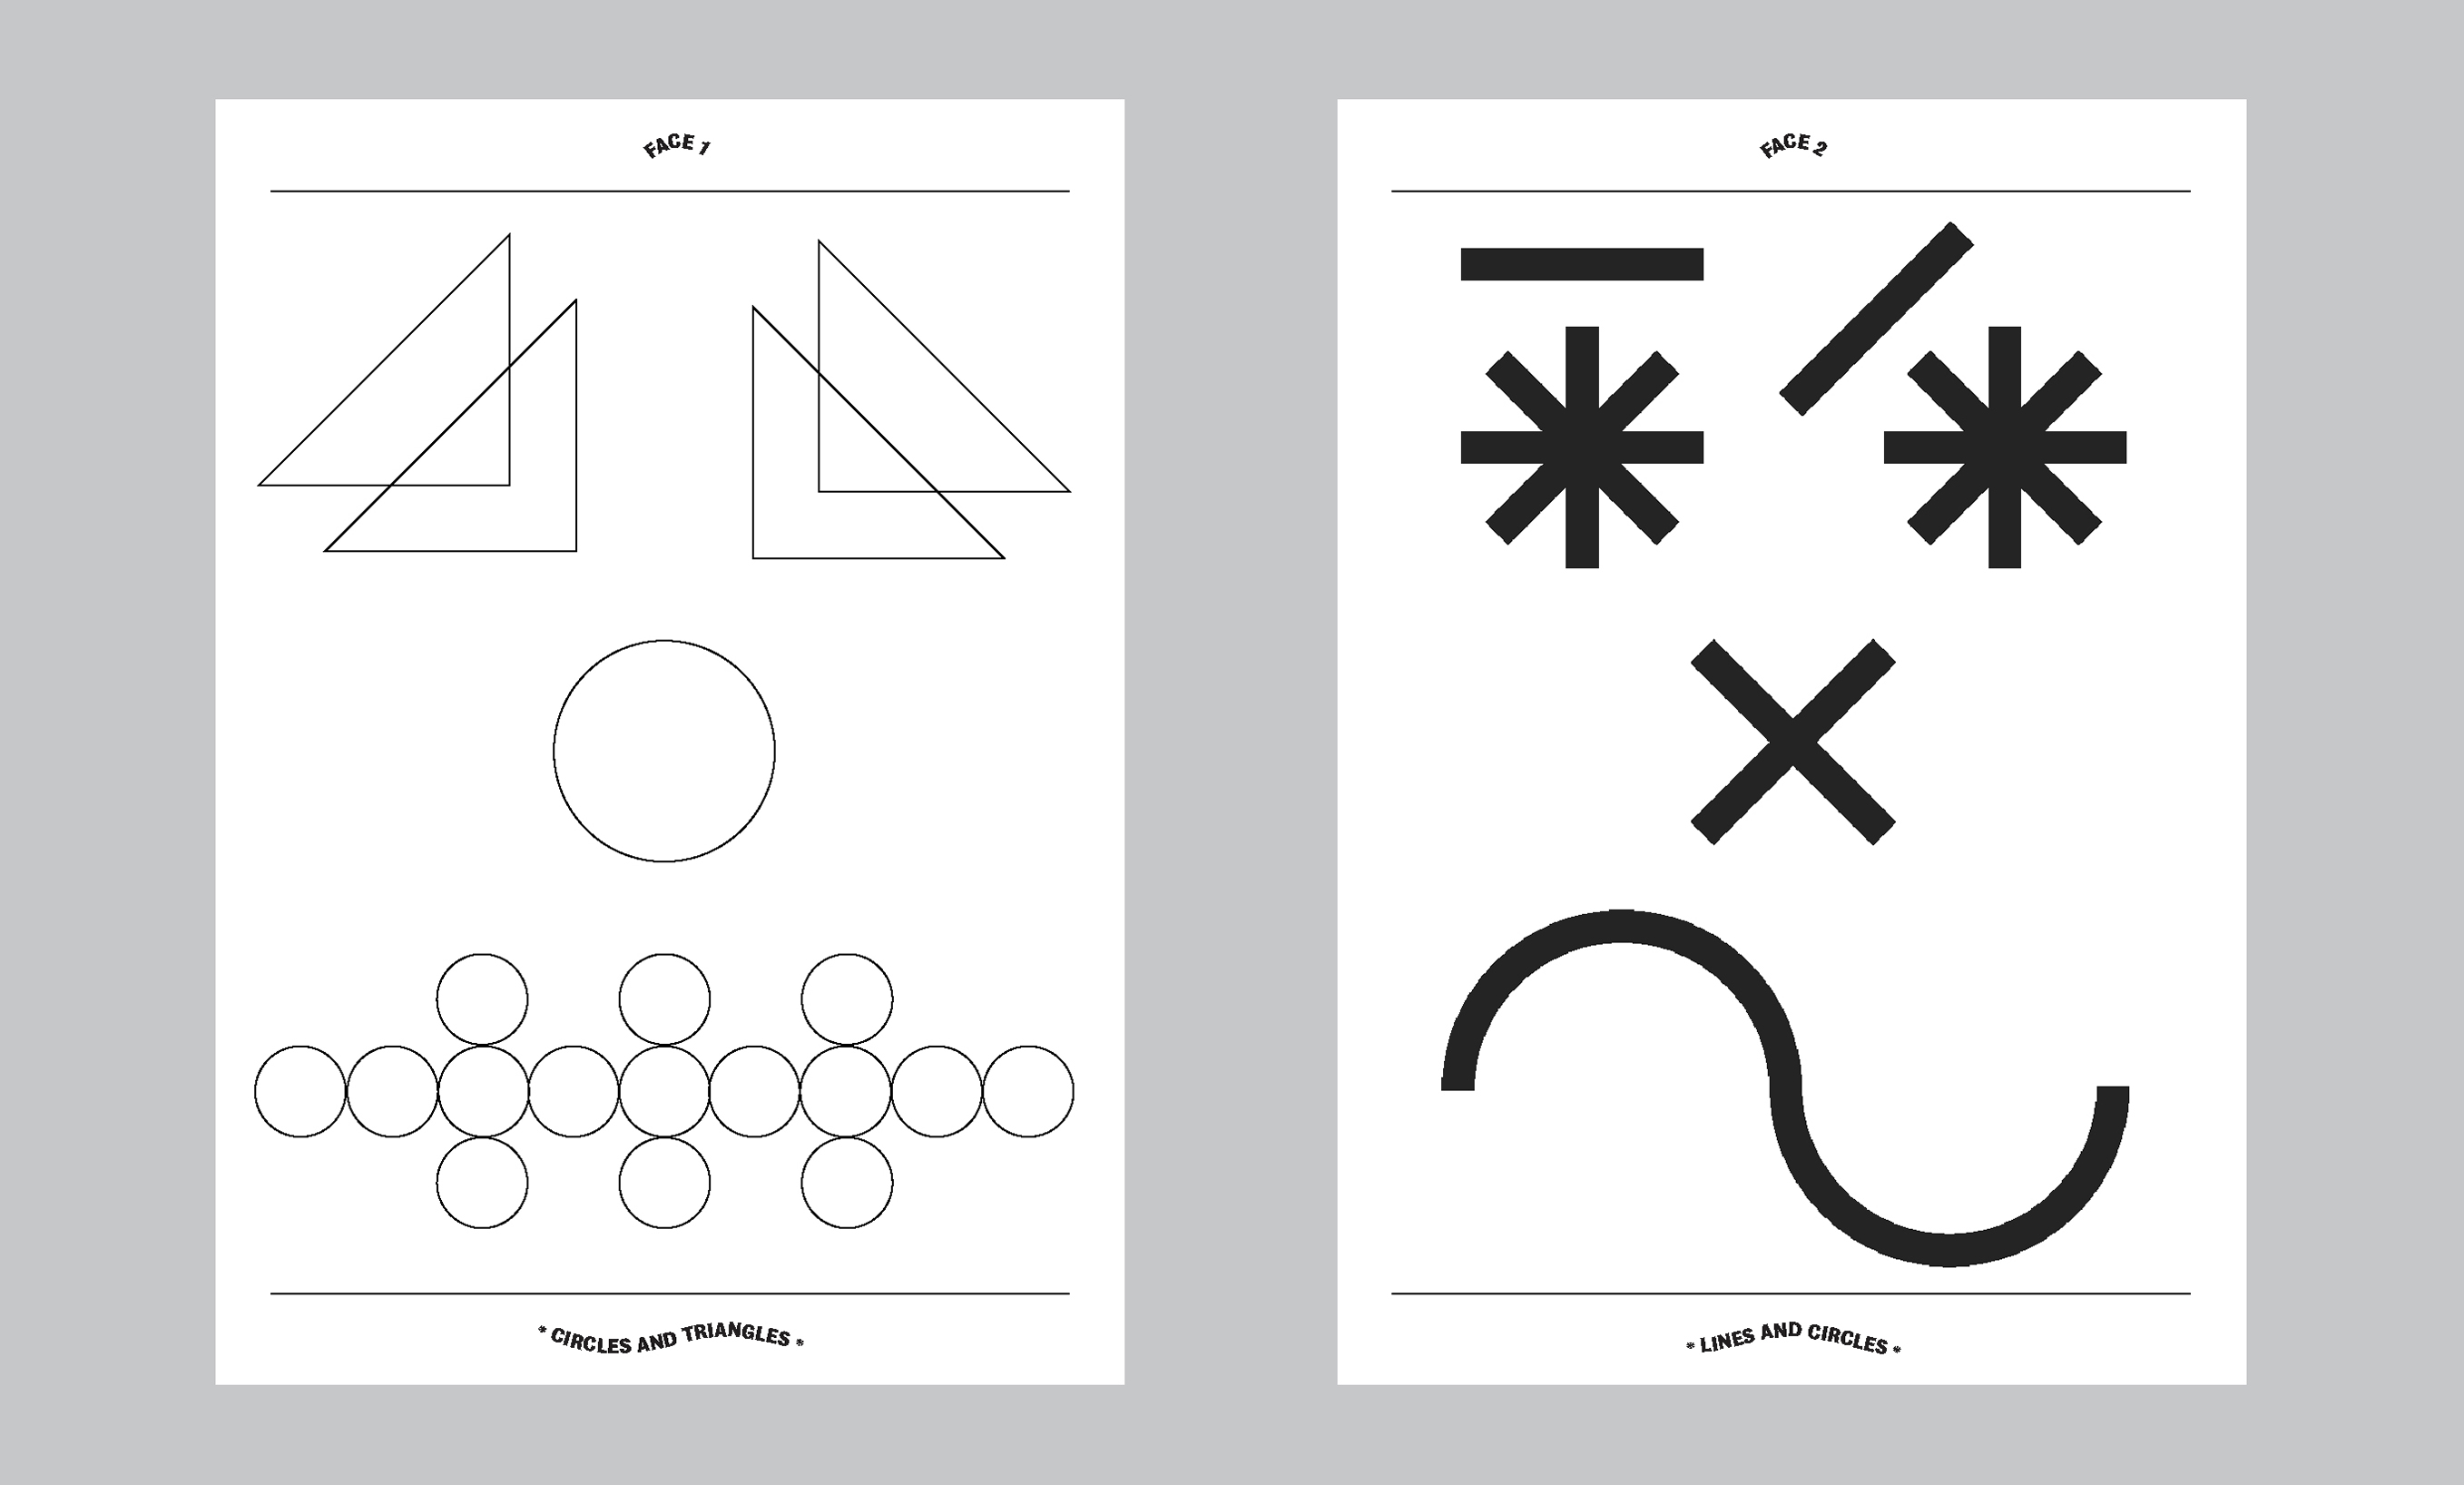 FACE 1
* CIRCLES AND TRIANGLES *
FACE 2
* LINES AND CIRCLES *